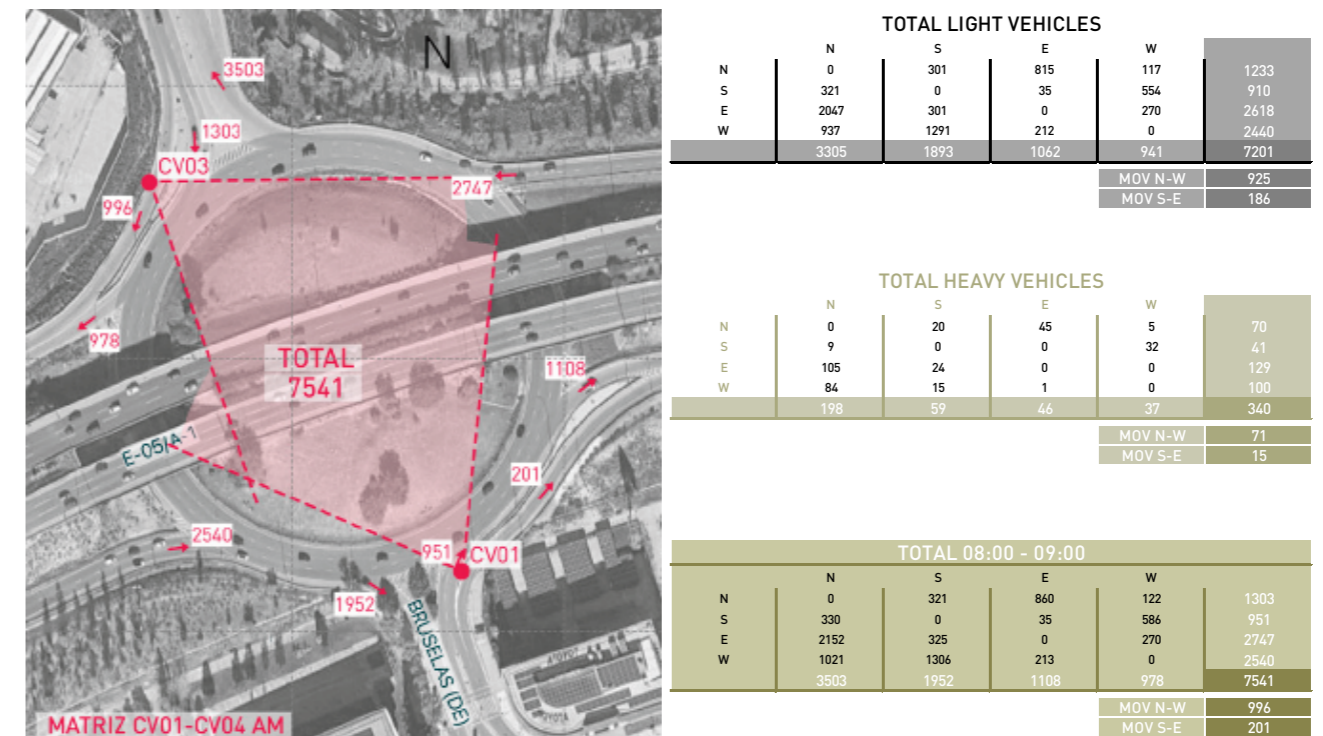 N
3503
1303
CV03
2747
996
978
TOTAL
7541
1108
E-05/A-1
201
2540
951
CV01
1952
BRUSELAS (DE)
MATRIZ CV01-CV04 AM
TOTAL LIGHT VEHICLES
N S E W
N 0 301 815 117 1233
S 321 0 35 554 910
E 2047 301 0 270 2618
W 937 1291 212 0 2440
3305 1893 1062 941 7201
MOV N-W 925
MOV S-E 186
TOTAL HEAVY VEHICLES
N S E W
N 0 20 45 5 70
S 9 0 0 32 41
E 105 24 0 0 129
W 84 15 1 0 100
198 59 46 37 340
MOV N-W 71
MOV S-E 15
TOTAL 08:00 - 09:00
N S E W
N 0 321 860 122 1303
S 330 0 35 586 951
E 2152 325 0 270 2747
W 1021 1306 213 0 2540
3503 1952 1108 978 7541
MOV N-W 996
MOV S-E 201